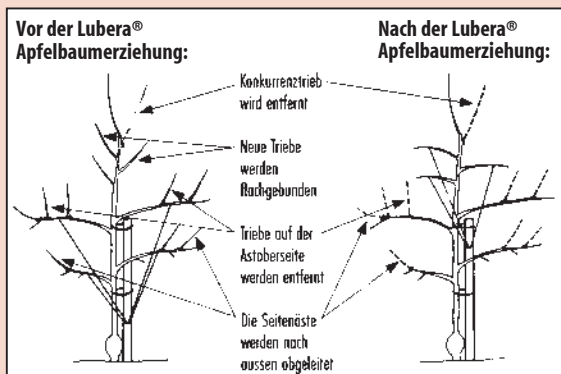 Vor der Lubera®
Apfelbaumerziehung:
Nach der Lubera®
Apfelbaumerziehung:
Konkurrenztrieb
wird entfernt
Neue Triebe
werden
flachgebunden
Triebe auf der
Astoberseite
werden entfernt
Die Seitenäste
werden nach
aussen abgeleitet